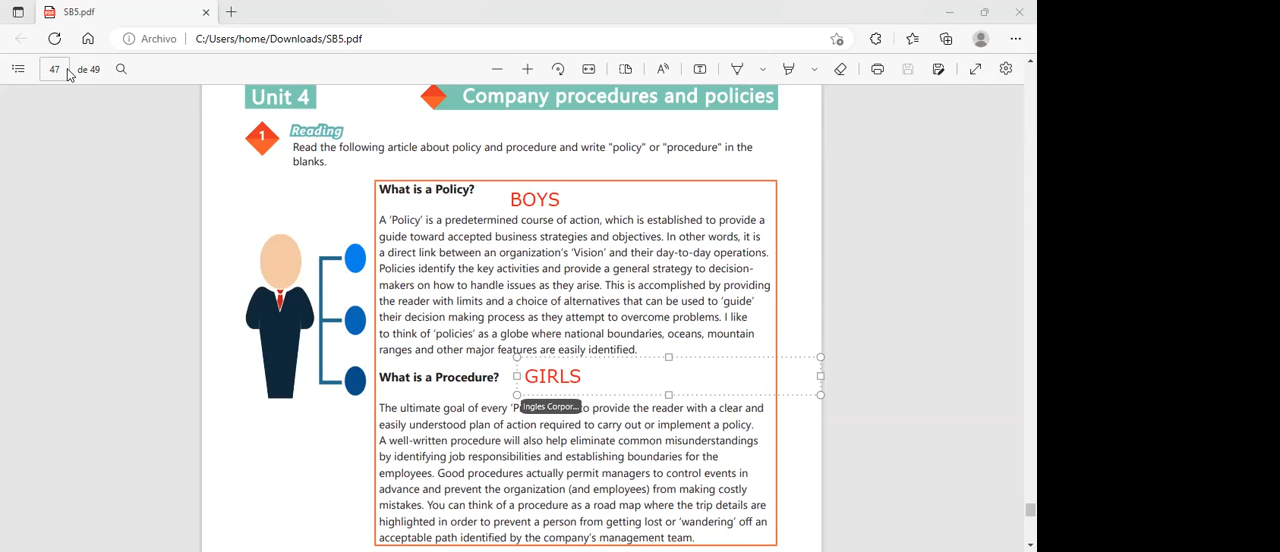 SB5.pdf
Archivo C:/Users/home/Downloads/SB5.pdf
47 de 49
Unit 4 Company procedures and policies
1 Reading
Read the following article about policy and procedure and write "policy" or "procedure" in the
blanks.
What is a Policy?
BOYS
A 'Policy' is a predetermined course of action, which is established to provide a
guide toward accepted business strategies and objectives. In other words, it is
a direct link between an organization's 'Vision' and their day-to-day operations.
Policies identify the key activities and provide a general strategy to decision-
makers on how to handle issues as they arise. This is accomplished by providing
the reader with limits and a choice of alternatives that can be used to 'guide'
their decision making process as they attempt to overcome problems. I like
to think of 'policies' as a globe where national boundaries, oceans, mountain
ranges and other major features are easily identified.
What is a Procedure? GIRLS
Ingles Corpor...
The ultimate goal of every to provide the reader with a clear and
easily understood plan of action required to carry out or implement a policy.
A well-written procedure will also help eliminate common misunderstandings
by identifying job responsibilities and establishing boundaries for the
employees. Good procedures actually permit managers to control events in
advance and prevent the organization (and employees) from making costly
mistakes. You can think of a procedure as a road map where the trip details are
highlighted in order to prevent a person from getting lost or 'wandering' off an
acceptable path identified by the company's management team.